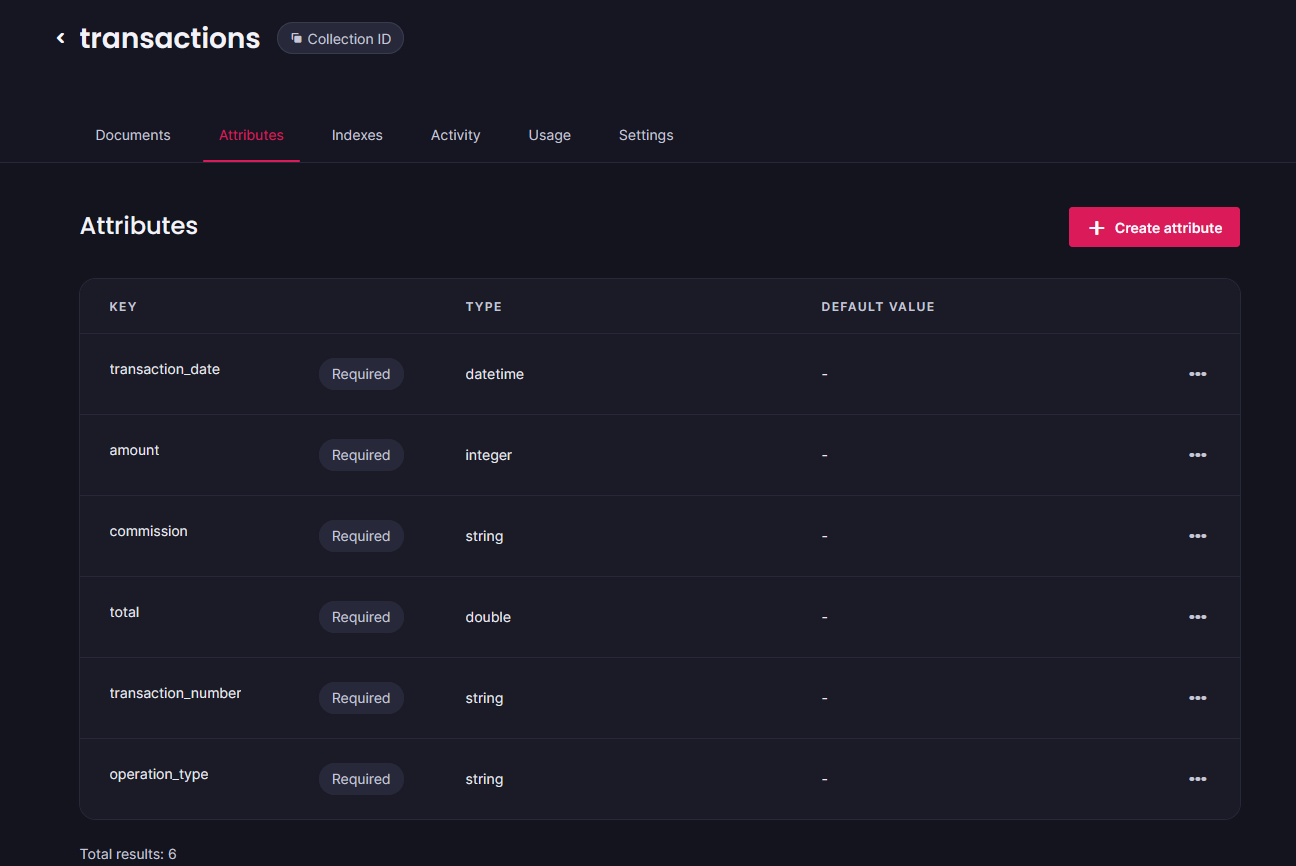 transactions Collection ID
Documents Attributes Indexes Activity Usage Settings
Attributes
Create attribute
KEY TYPE DEFAULT VALUE
transaction_date Required datetime -
amount Required integer -
commission Required string -
total Required double -
transaction_number Required string -
operation_type Required string -
Total results: 6